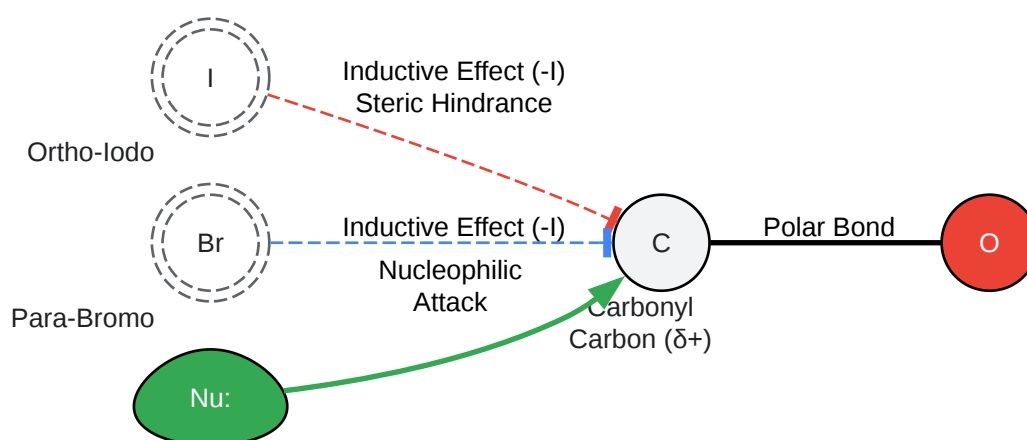 I
Inductive Effect (-I)
Steric Hindrance
Ortho-Iodo
Br
Inductive Effect (-I)
C
Polar Bond
O
Nucleophilic
Attack
Para-Bromo
Carbonyl
Carbon (δ+)
Nu: